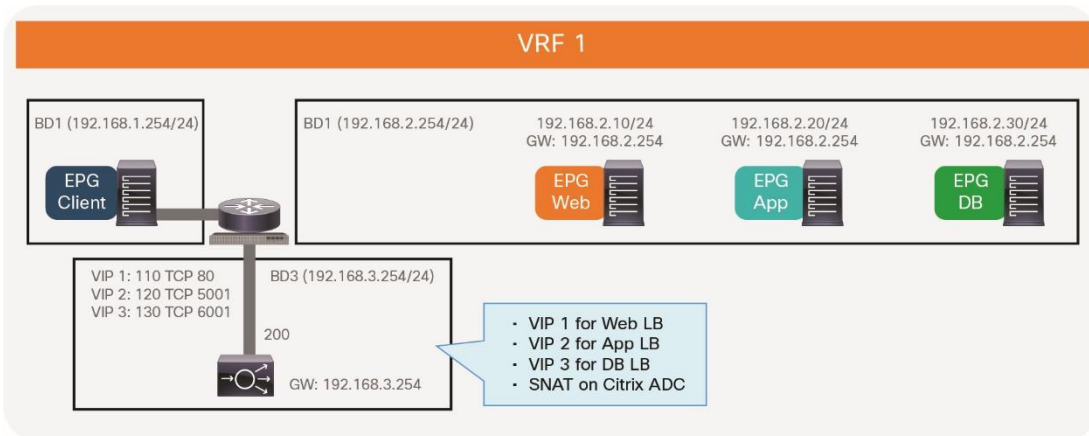 VRF 1
BD1 (192.168.1.254/24)
EPG
Client
BD1 (192.168.2.254/24)
192.168.2.10/24
GW: 192.168.2.254
EPG
Web
192.168.2.20/24
GW: 192.168.2.254
EPG
App
192.168.2.30/24
GW: 192.168.2.254
EPG
DB
VIP 1: 110 TCP 80
VIP 2: 120 TCP 5001
VIP 3: 130 TCP 6001
BD3 (192.168.3.254/24)
200
GW: 192.168.3.254
• VIP 1 for Web LB
• VIP 2 for App LB
• VIP 3 for DB LB
• SNAT on Citrix ADC